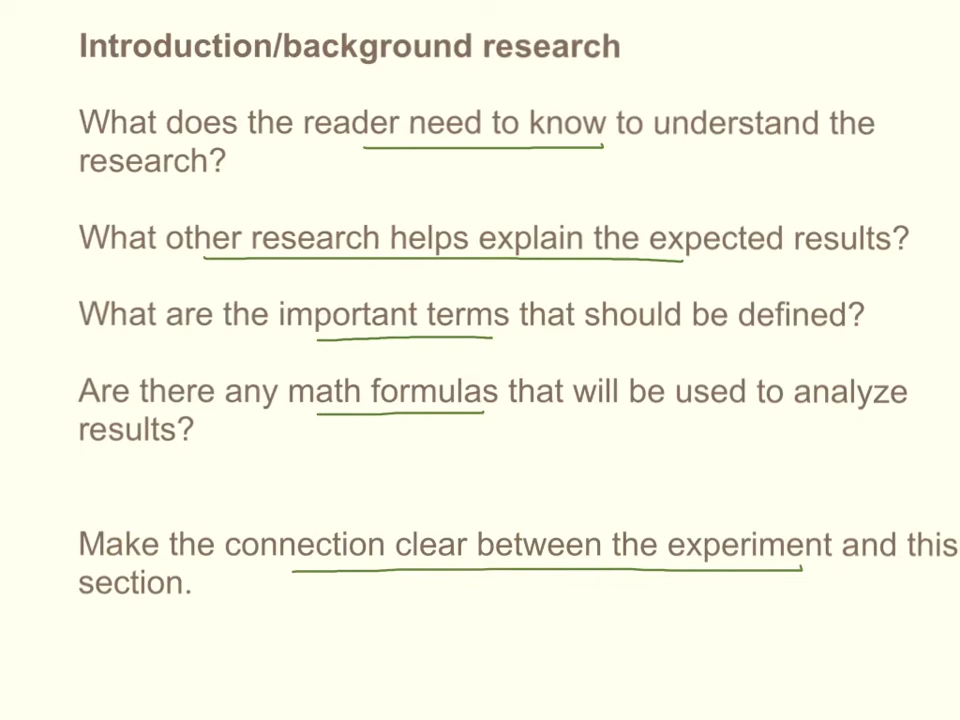 Introduction/background research
What does the reader need to know to understand the
research?
What other research helps explain the expected results?
What are the important terms that should be defined?
Are there any math formulas that will be used to analyze
results?
Make the connection clear between the experiment and this
section.